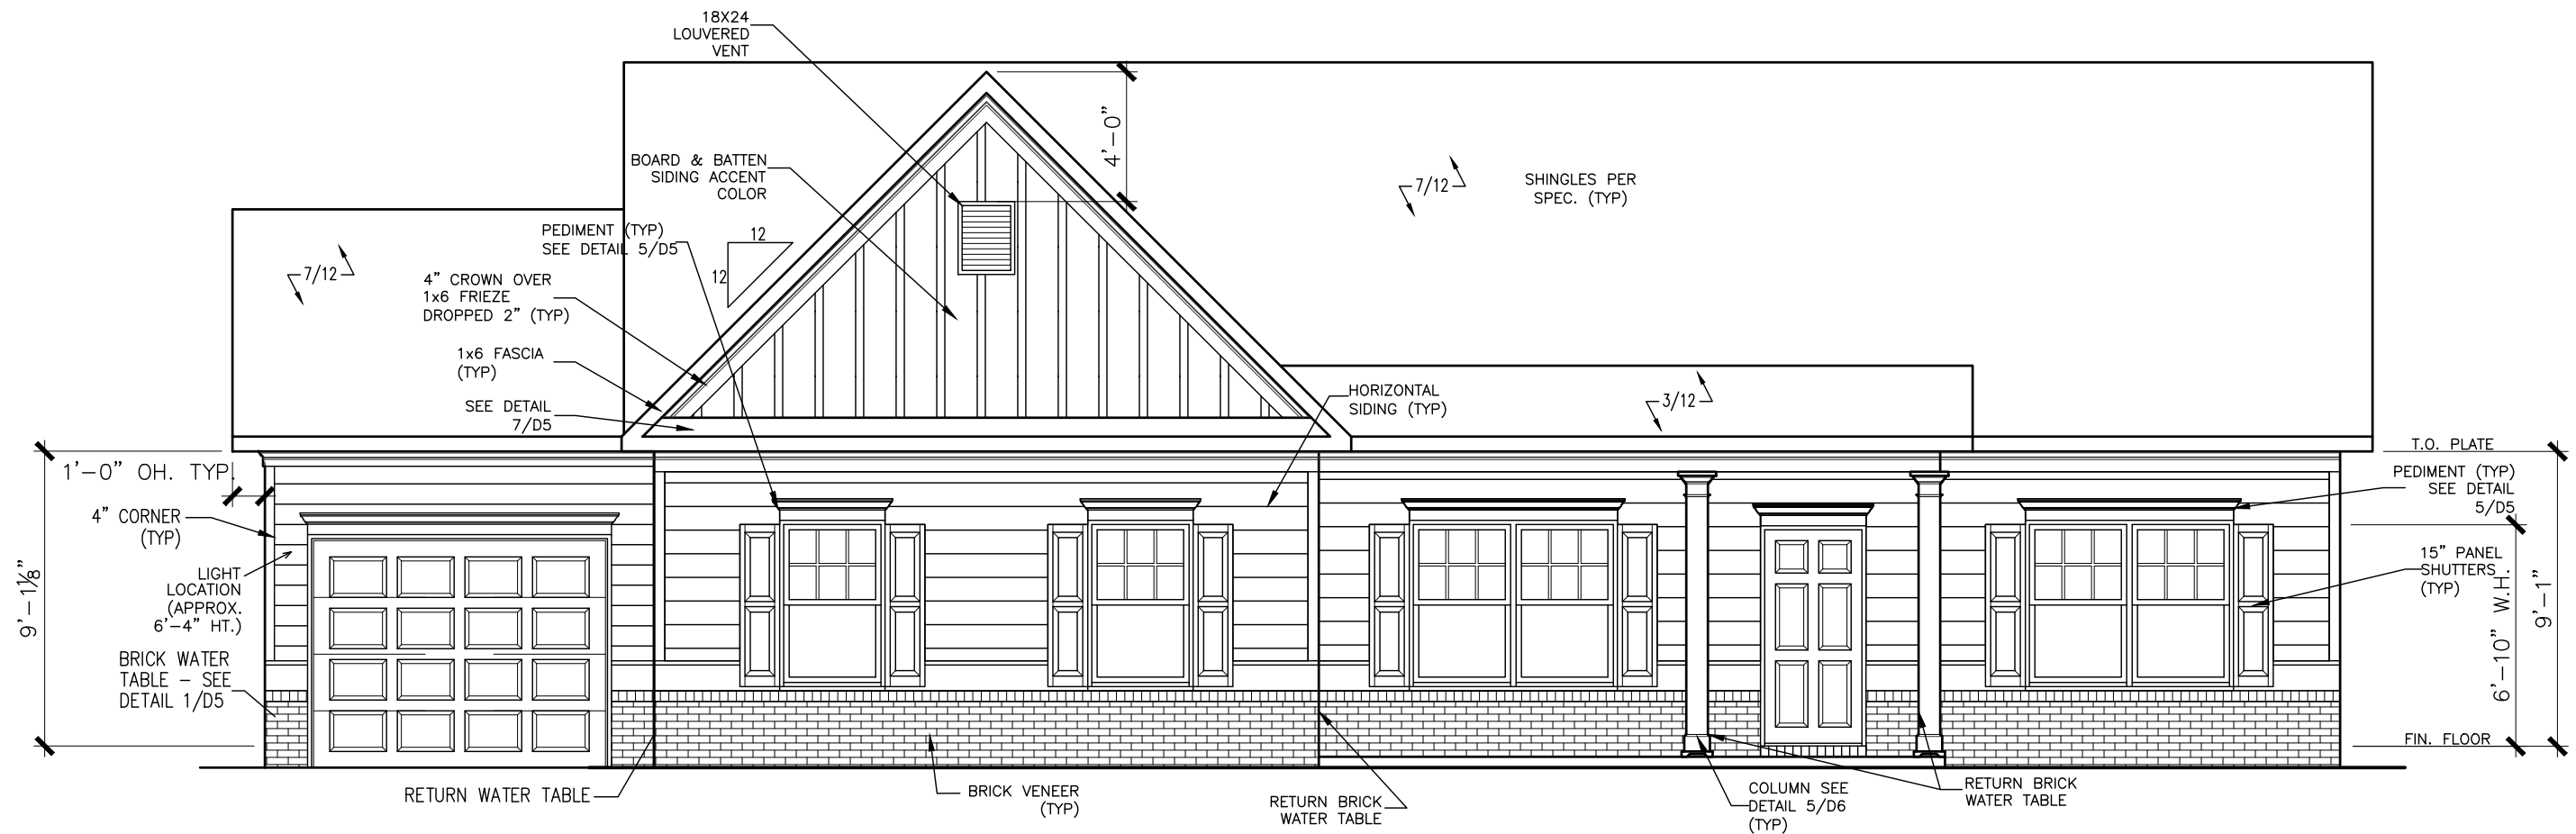 18X24
LOUVERED
VENT
4'-0"
BOARD & BATTEN
SIDING ACCENT
COLOR
7/12
SHINGLES PER
SPEC. (TYP)
PEDIMENT (TYP)
SEE DETAIL 5/D5
12
12
7/12
4" CROWN OVER
1x6 FRIEZE
DROPPED 2" (TYP)
1x6 FASCIA
(TYP)
SEE DETAIL
7/D5
HORIZONTAL
SIDING (TYP)
3/12
T.O. PLATE
1'-0" OH. TYP.
PEDIMENT (TYP)
SEE DETAIL
5/D5
4" CORNER
(TYP)
15" PANEL
SHUTTERS
(TYP)
LIGHT
LOCATION
(APPROX.
6'-4" HT.)
9'-1⅛"
6'-10" W.H.
9'-1"
BRICK WATER
TABLE - SEE
DETAIL 1/D5
FIN. FLOOR
RETURN WATER TABLE
BRICK VENEER
(TYP)
RETURN BRICK
WATER TABLE
COLUMN SEE
DETAIL 5/D6
(TYP)
RETURN BRICK
WATER TABLE